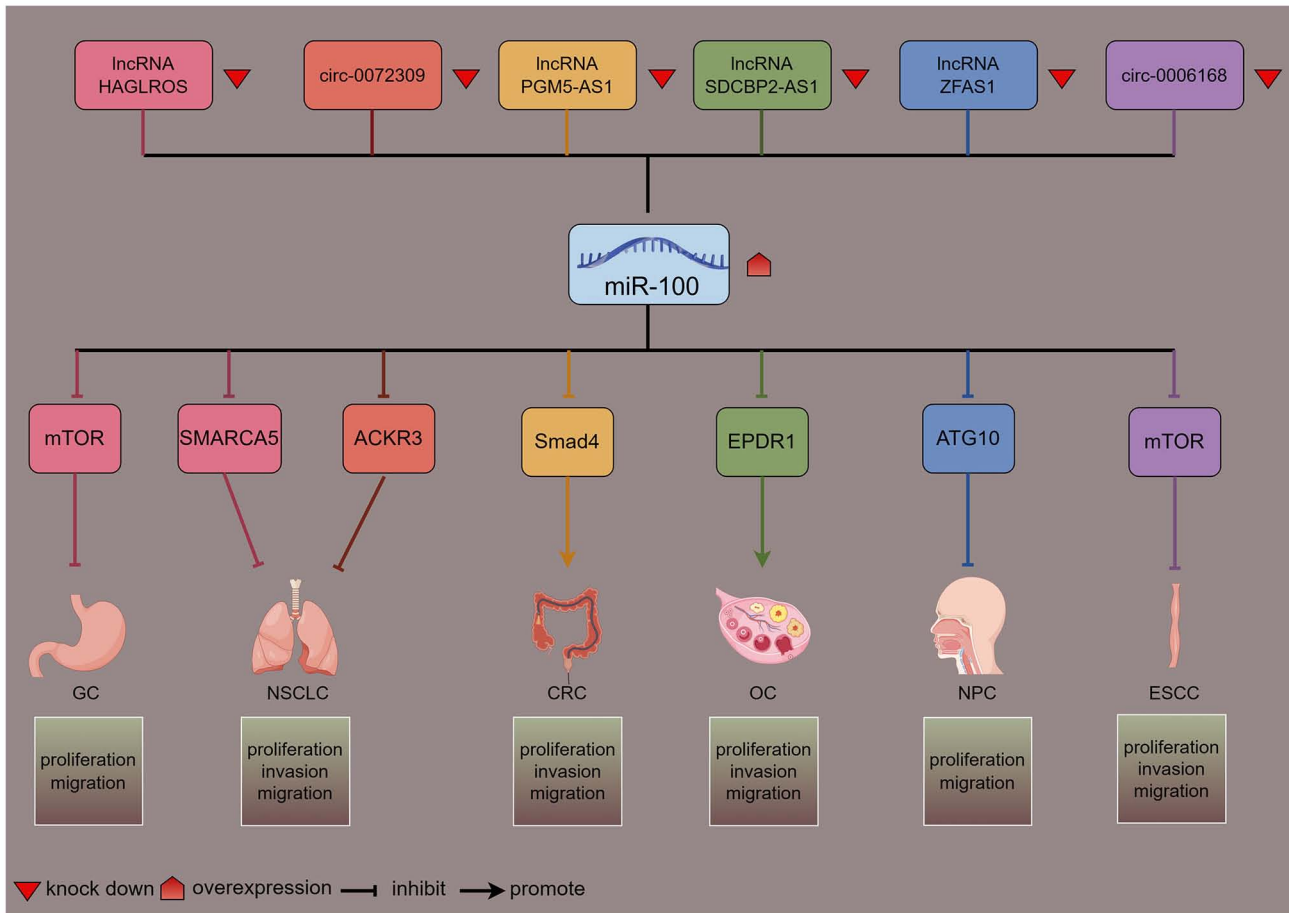 lncRNA
HAGLROS
circ-0072309
lncRNA
PGM5-AS1
lncRNA
SDCBP2-AS1
lncRNA
ZFAS1
circ-0006168
miR-100
mTOR
SMARCA5
ACKR3
Smad4
EPDR1
ATG10
mTOR
GC
NSCLC
CRC
OC
NPC
ESCC
proliferation
migration
proliferation
invasion
migration
proliferation
invasion
migration
proliferation
invasion
migration
proliferation
migration
proliferation
invasion
migration
knock down overexpression inhibit promote